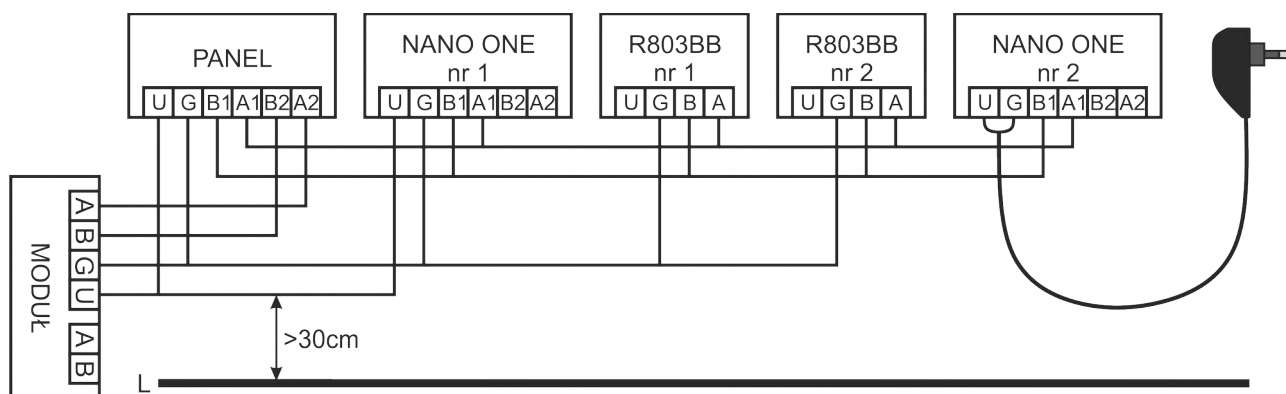 PANEL
U G B1 A1 B2 A2
NANO ONE
nr 1
U G B1 A1 B2 A2
R803BB
nr 1
U G B A
R803BB
nr 2
U G B A
NANO ONE
nr 2
U G B1 A1 B2 A2
MODUŁ
A
B
G
U
A
B
>30cm
L